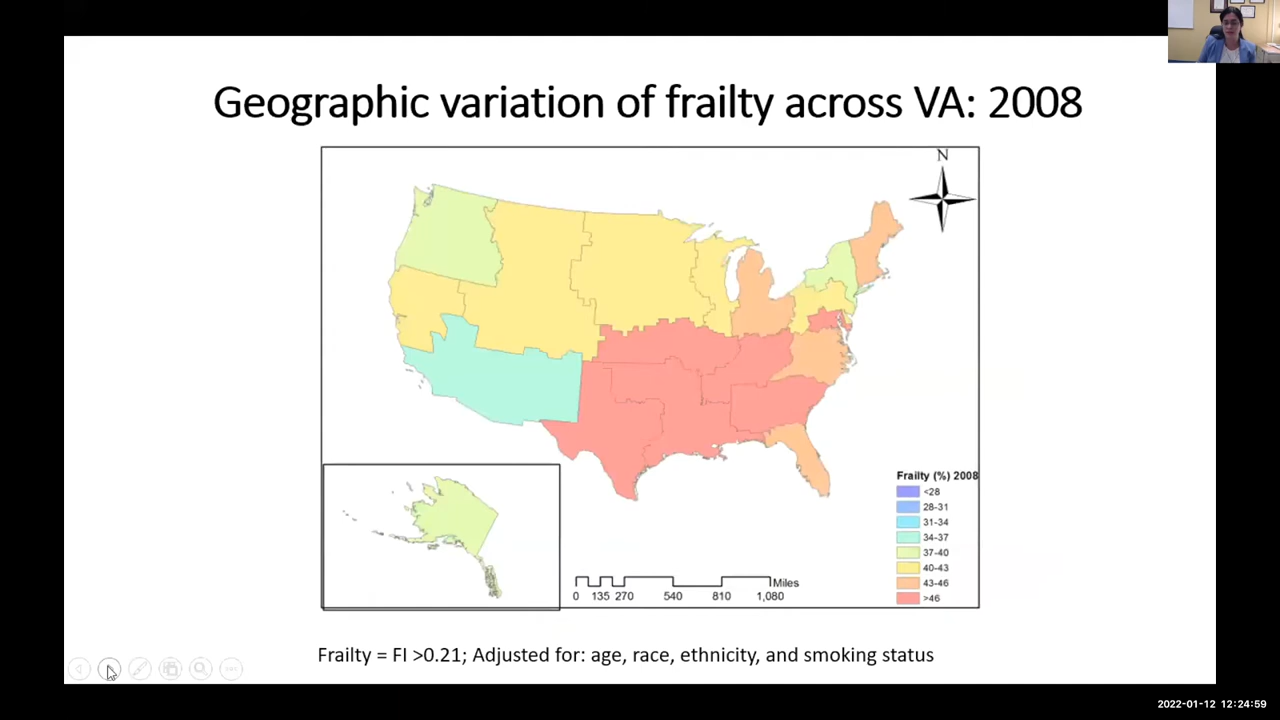 Geographic variation of frailty across VA: 2008
N
Frailty (%) 2008
<28
28-31
31-34
34-37
37-40
40-43
43-46
>46
Miles
0 135 270 540 810 1,080
Frailty = FI >0.21; Adjusted for: age, race, ethnicity, and smoking status
2022-01-12 12:24:59